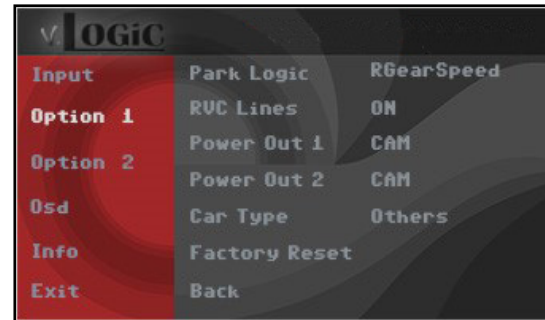 v.LOGiC
Input
Option 1
Option 2
Osd
Info
Exit
Park Logic RGearSpeed
RVC Lines ON
Power Out 1 CAM
Power Out 2 CAM
Car Type Others
Factory Reset
Back